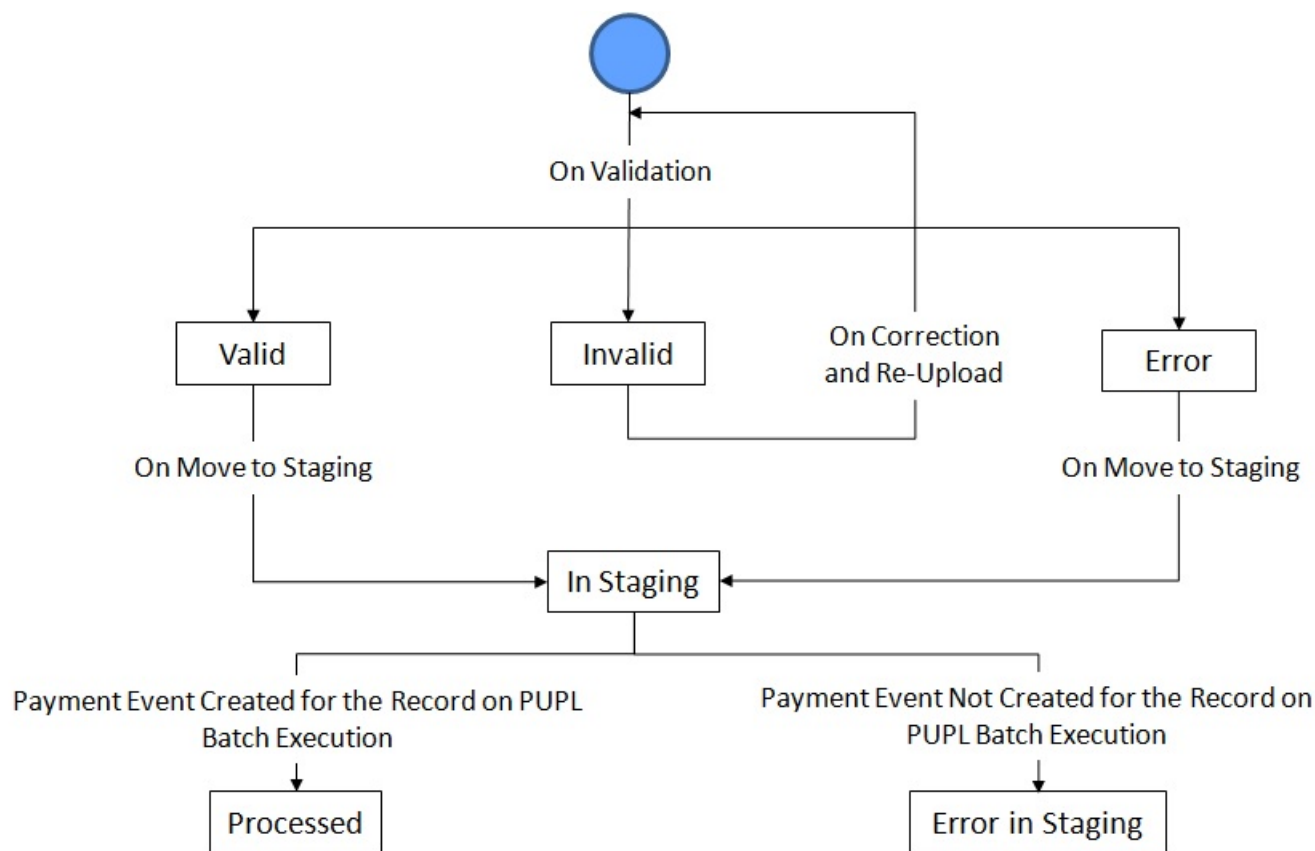 On Validation
Valid
Invalid
On Correction
and Re-Upload
Error
On Move to Staging
On Move to Staging
In Staging
Payment Event Created for the Record on PUPL
Batch Execution
Payment Event Not Created for the Record on
PUPL Batch Execution
Processed
Error in Staging